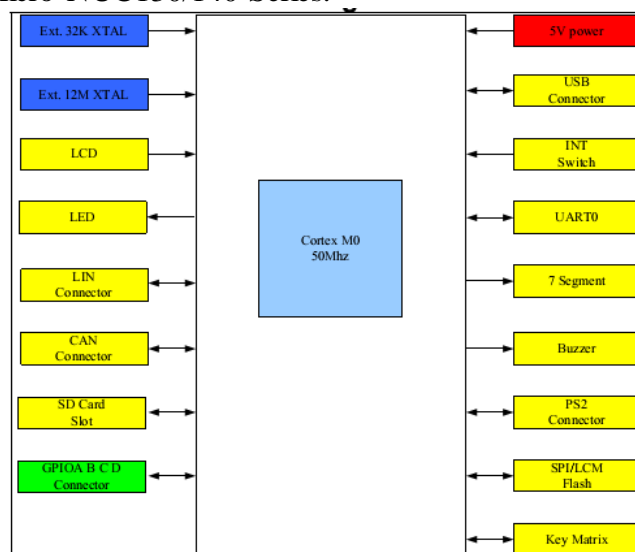 Ext. 32K XTAL
Ext. 12M XTAL
LCD
LED
LIN
Connector
CAN
Connector
SD Card
Slot
GPIOA B C D
Connector
Cortex M0
50Mhz
5V power
USB
Connector
INT
Switch
UART0
7 Segment
Buzzer
PS2
Connector
SPI/LCM
Flash
Key Matrix